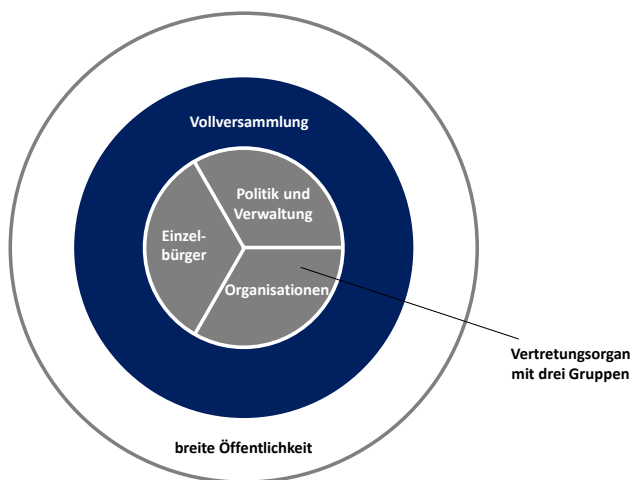 Vollversammlung
Politik und
Verwaltung
Einzel-
bürger
Organisationen
Vertretungsorgan
mit drei Gruppen
breite Öffentlichkeit